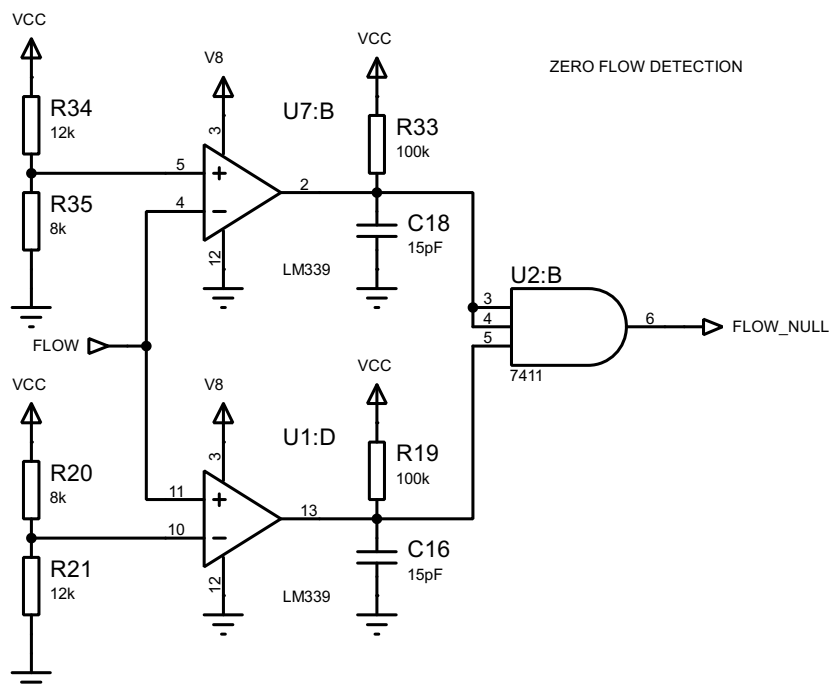 VCC
V8
VCC
ZERO FLOW DETECTION
R34
12k
3
U7:B
R33
100k
5
+
4
−
2
R35
8k
12
LM339
C18
15pF
U2:B
3
4
5
6
7411
FLOW_NULL
FLOW
VCC
V8
VCC
R20
8k
3
U1:D
R19
100k
11
+
10
−
13
R21
12k
12
LM339
C16
15pF